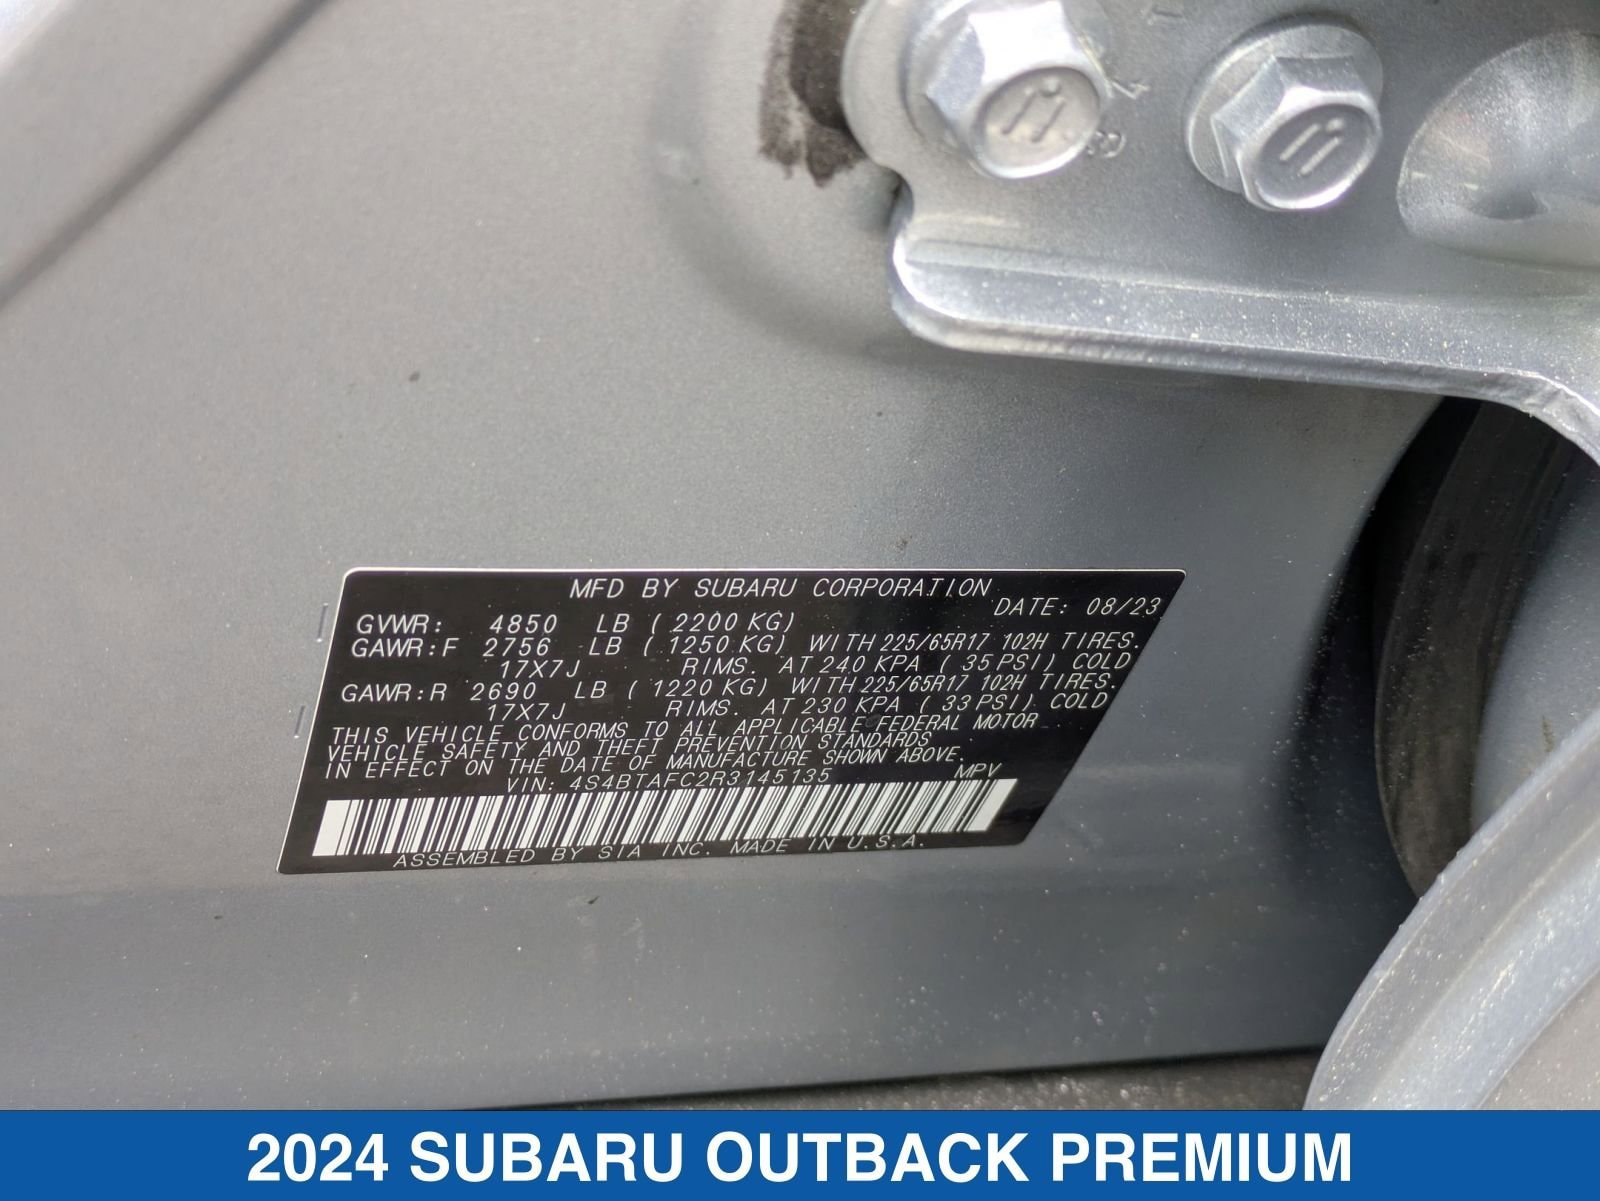 MFD BY SUBARU CORPORATION
DATE: 08/23
GVWR: 4850 LB (2200 KG)
GAWR:F 2756 LB (1250 KG) WITH 225/65R17 102H TIRES.
17X7J RIMS. AT 240 KPA (35 PSI) COLD
GAWR:R 2690 LB (1220 KG) WITH 225/65R17 102H TIRES.
17X7J RIMS. AT 230 KPA (33 PSI) COLD
THIS VEHICLE CONFORMS TO ALL APPLICABLE FEDERAL MOTOR
VEHICLE SAFETY AND THEFT PREVENTION STANDARDS
IN EFFECT ON THE DATE OF MANUFACTURE SHOWN ABOVE.
VIN: 4S4BTAFC2R3145135 MPV
ASSEMBLED BY SIA INC. MADE IN U.S.A.
2024 SUBARU OUTBACK PREMIUM